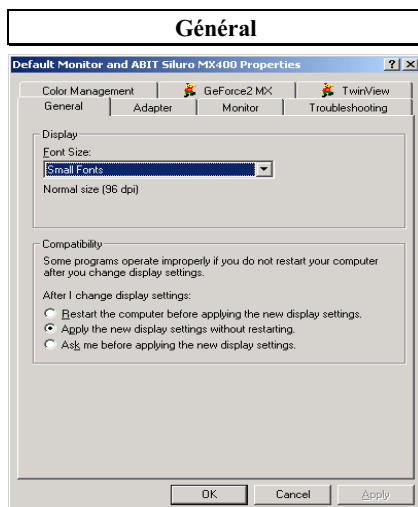 Général
Default Monitor and ABIT Siluro MX400 Properties
Color Management GeForce2 MX TwinView
General Adapter Monitor Troubleshooting
Display
Font Size:
Small Fonts
Normal size (96 dpi)
Compatibility
Some programs operate improperly if you do not restart your computer
after you change display settings.
After I change display settings:
Restart the computer before applying the new display settings.
Apply the new display settings without restarting.
Ask me before applying the new display settings.
OK Cancel Apply